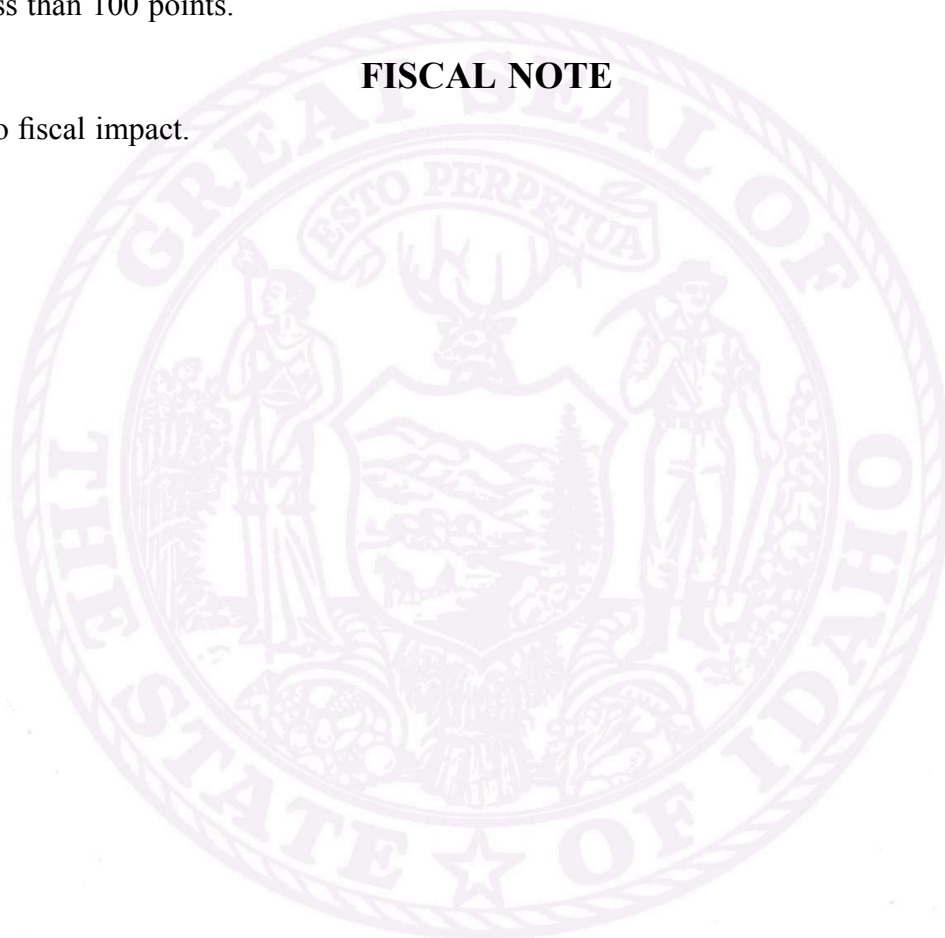 ss than 100 points.
FISCAL NOTE
o fiscal impact.
THE STATE OF IDAHO
GREAT SEAL OF
ESTO PERPETUA